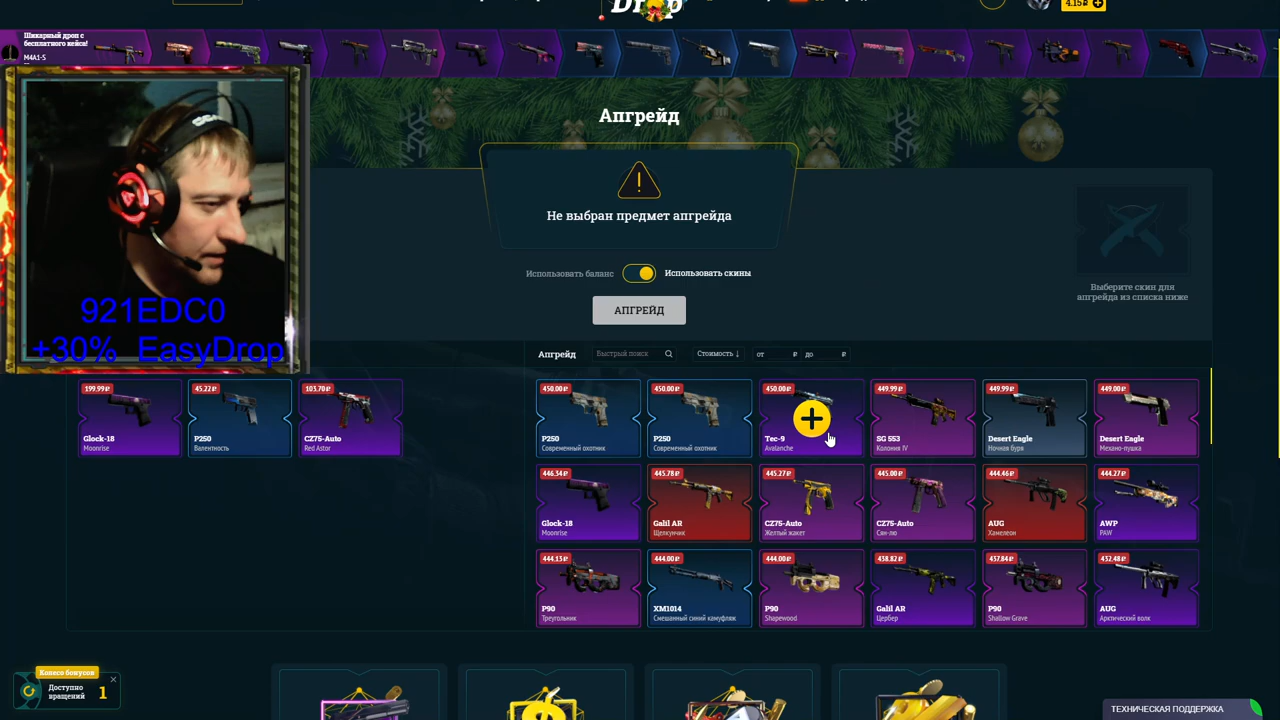 Drop
4.15₽
Шикарный дроп с
бесплатного кейса!
M4A1-S
Апгрейд
Не выбран предмет апгрейда
Использовать баланс
Использовать скины
АПГРЕЙД
Выберите скин для
апгрейда из списка ниже
921EDC0
+30% EasyDrop
Апгрейд
Быстрый поиск
Стоимость ↓
от ₽
до ₽
199.99₽
Glock-18
Moonrise
45.22₽
P250
Валентность
103.70₽
CZ75-Auto
Red Astor
450.00₽
P250
Современный охотник
450.00₽
P250
Современный охотник
450.00₽
Tec-9
Avalanche
449.99₽
SG 553
Колония IV
449.99₽
Desert Eagle
Ночная буря
449.00₽
Desert Eagle
Механо-пушка
446.34₽
Glock-18
Moonrise
445.78₽
Galil AR
Щелкунчик
445.27₽
CZ75-Auto
Желтый жакет
445.00₽
CZ75-Auto
Сян-лю
444.46₽
AUG
Хамелеон
444.27₽
AWP
PAW
444.13₽
P90
Треугольник
444.00₽
XM1014
Смешанный синий камуфляж
444.00₽
P90
Shapewood
438.82₽
Galil AR
Цербер
437.84₽
P90
Shallow Grave
432.48₽
AUG
Арктический волк
Колесо бонусов
Доступно
вращений
1
ТЕХНИЧЕСКАЯ ПОДДЕРЖКА